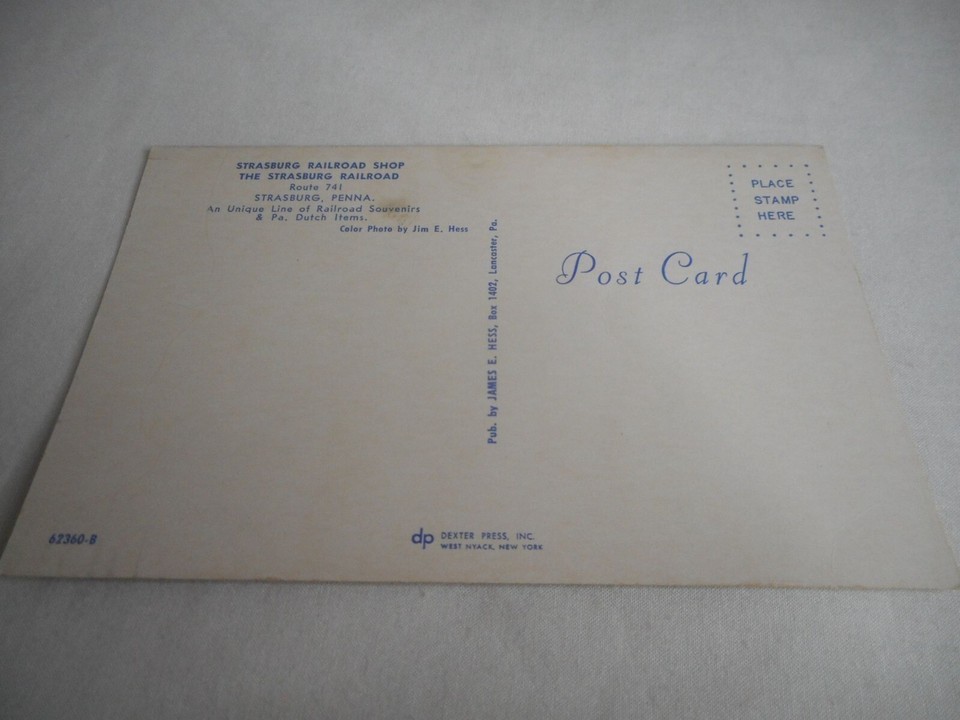 STRASBURG RAILROAD SHOP
THE STRASBURG RAILROAD
Route 741
STRASBURG, PENNA.
An Unique Line of Railroad Souvenirs
& Pa. Dutch Items.
Color Photo by Jim E. Hess
Pub. by JAMES E. HESS, Box 1402, Lancaster, Pa.
PLACE
STAMP
HERE
Post Card
62360-B
dp DEXTER PRESS, INC.
WEST NYACK, NEW YORK